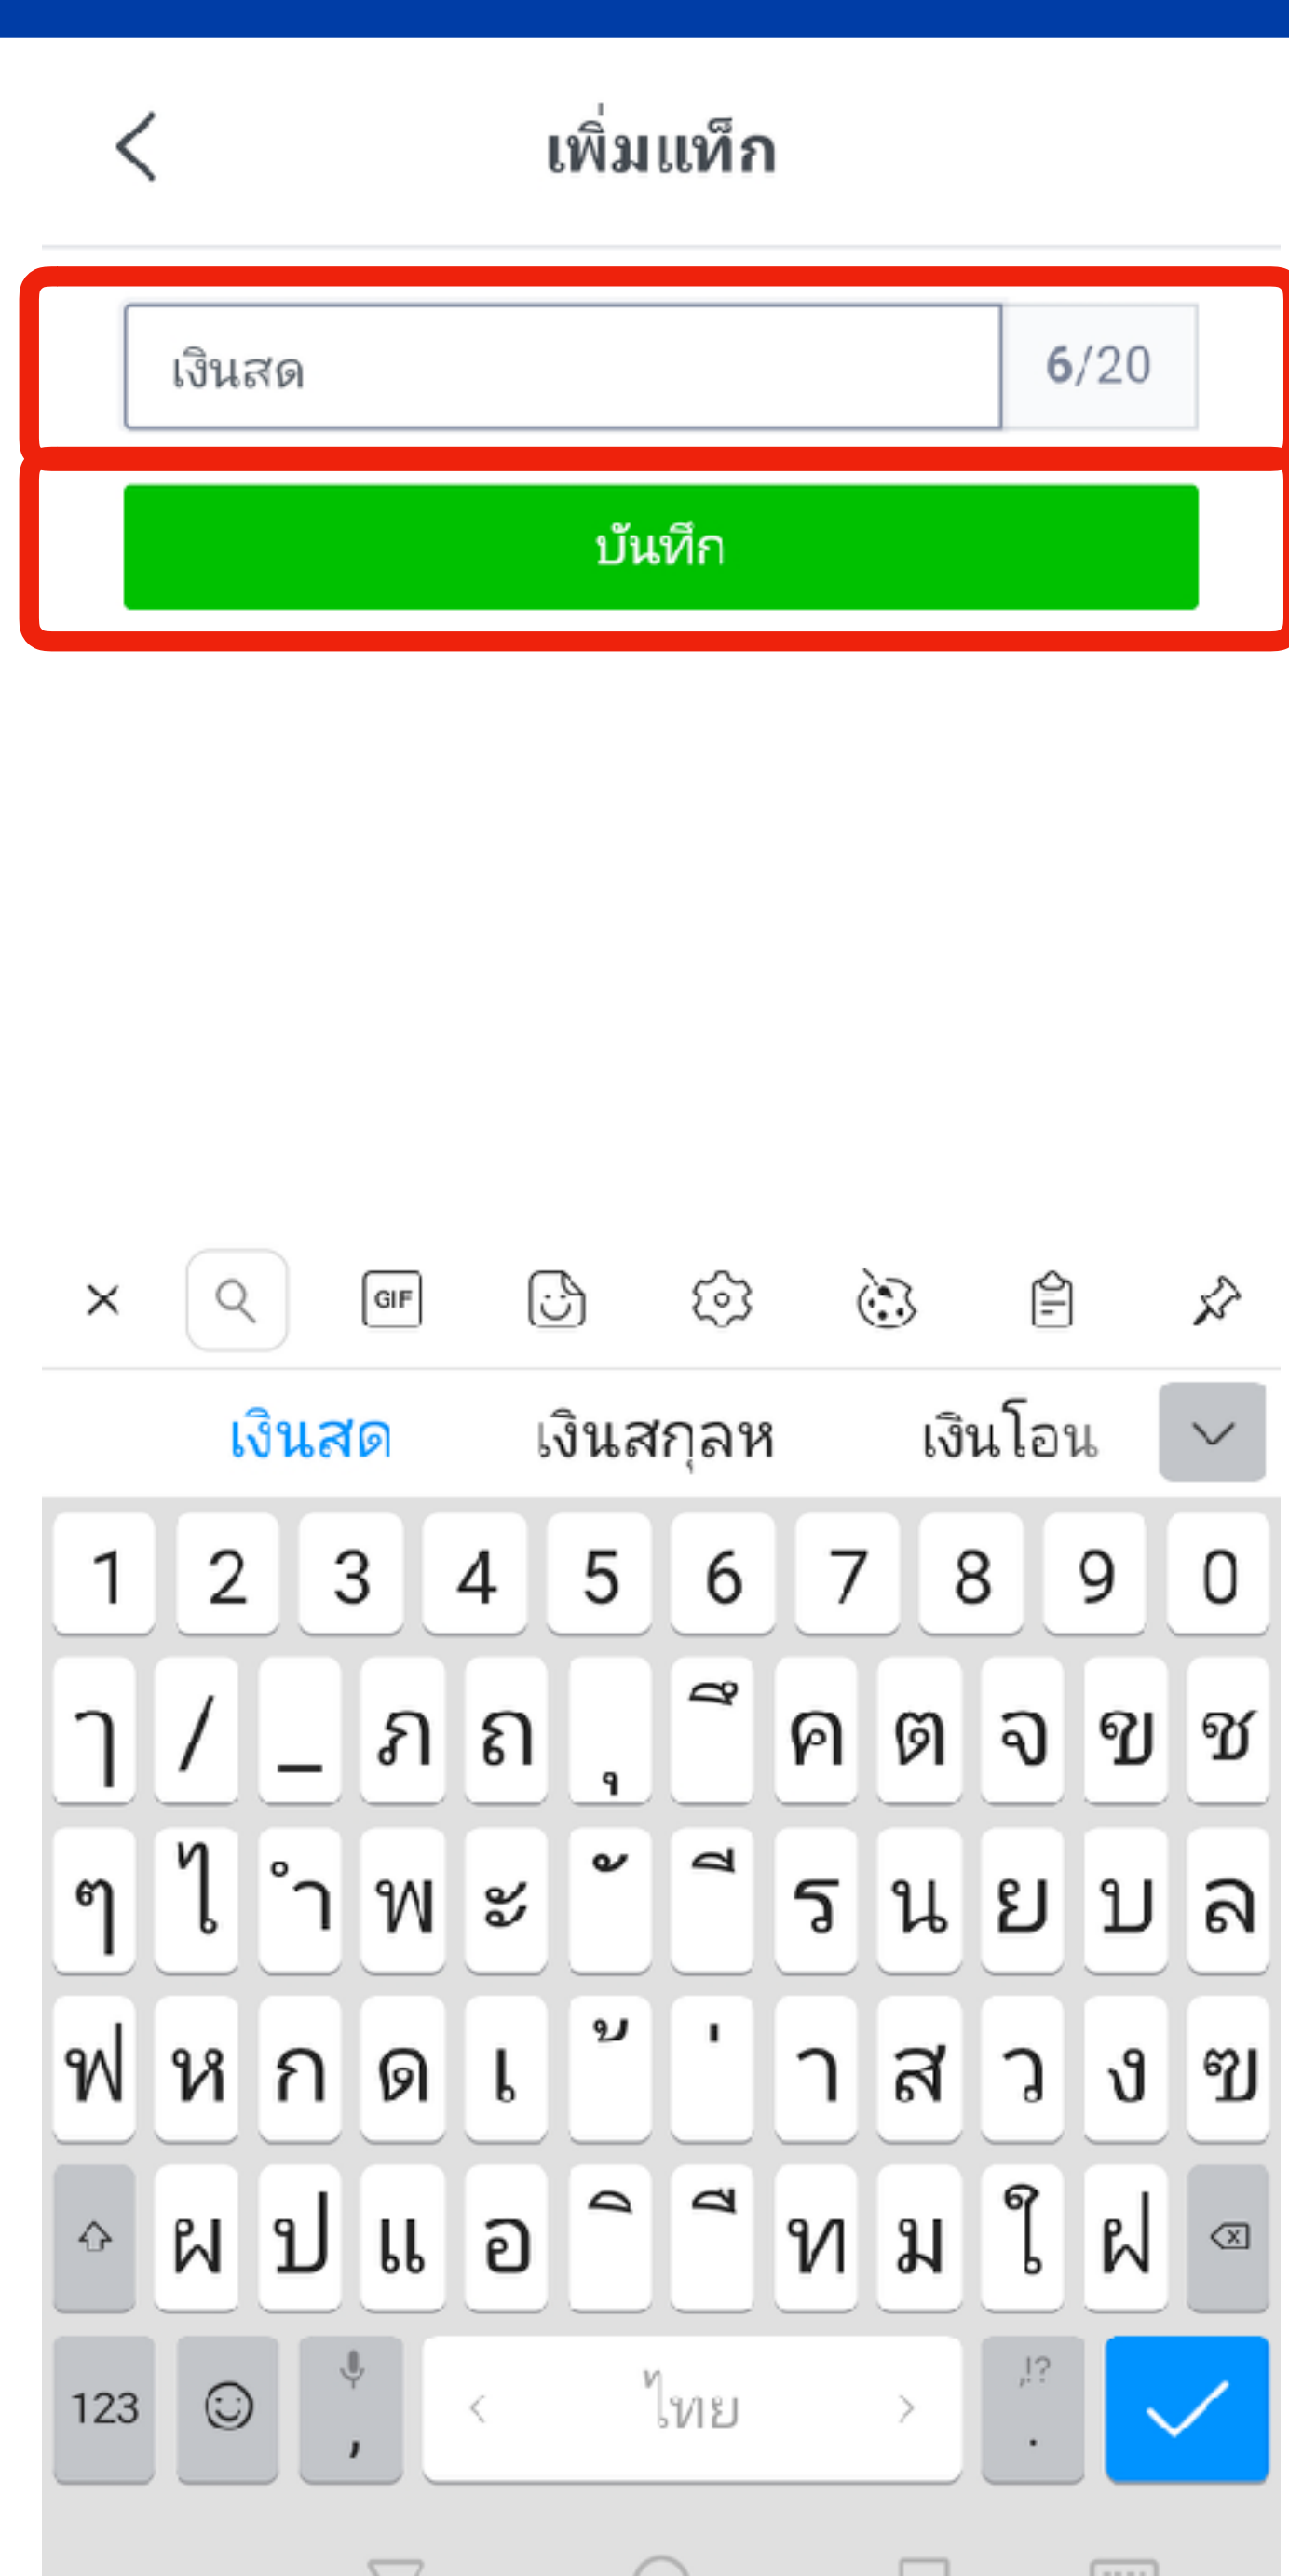 เพิ่มแท็ก
เงินสด 6/20
บันทึก
GIF
เงินสด เงินสกุลห เงินโอน
1 2 3 4 5 6 7 8 9 0
ๅ / _ ภ ถ ุ ึ ค ต จ ข ช
ๆ ไ ำ พ ะ ั ี ร น ย บ ล
ฟ ห ก ด เ ้ ่ า ส ว ง ฃ
ผ ป แ อ ิ ื ท ม ใ ฝ
123 , < ไทย > ,!? .